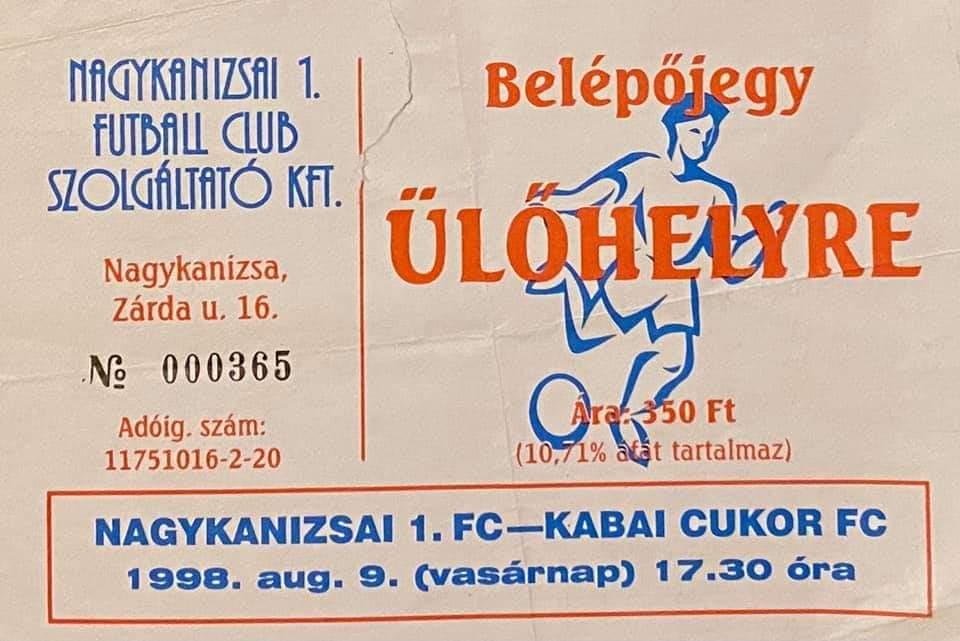 NAGYKANIZSAI 1.
FUTBALL CLUB
SZOLGÁLTATÓ KFT.
Nagykanizsa,
Zárda u. 16.
№ 000365
Adóig. szám:
11751016-2-20
Belépőjegy
ÜLŐHELYRE
Ára: 350 Ft
(10,71% áfát tartalmaz)
NAGYKANIZSAI 1. FC—KABAI CUKOR FC
1998. aug. 9. (vasárnap) 17.30 óra